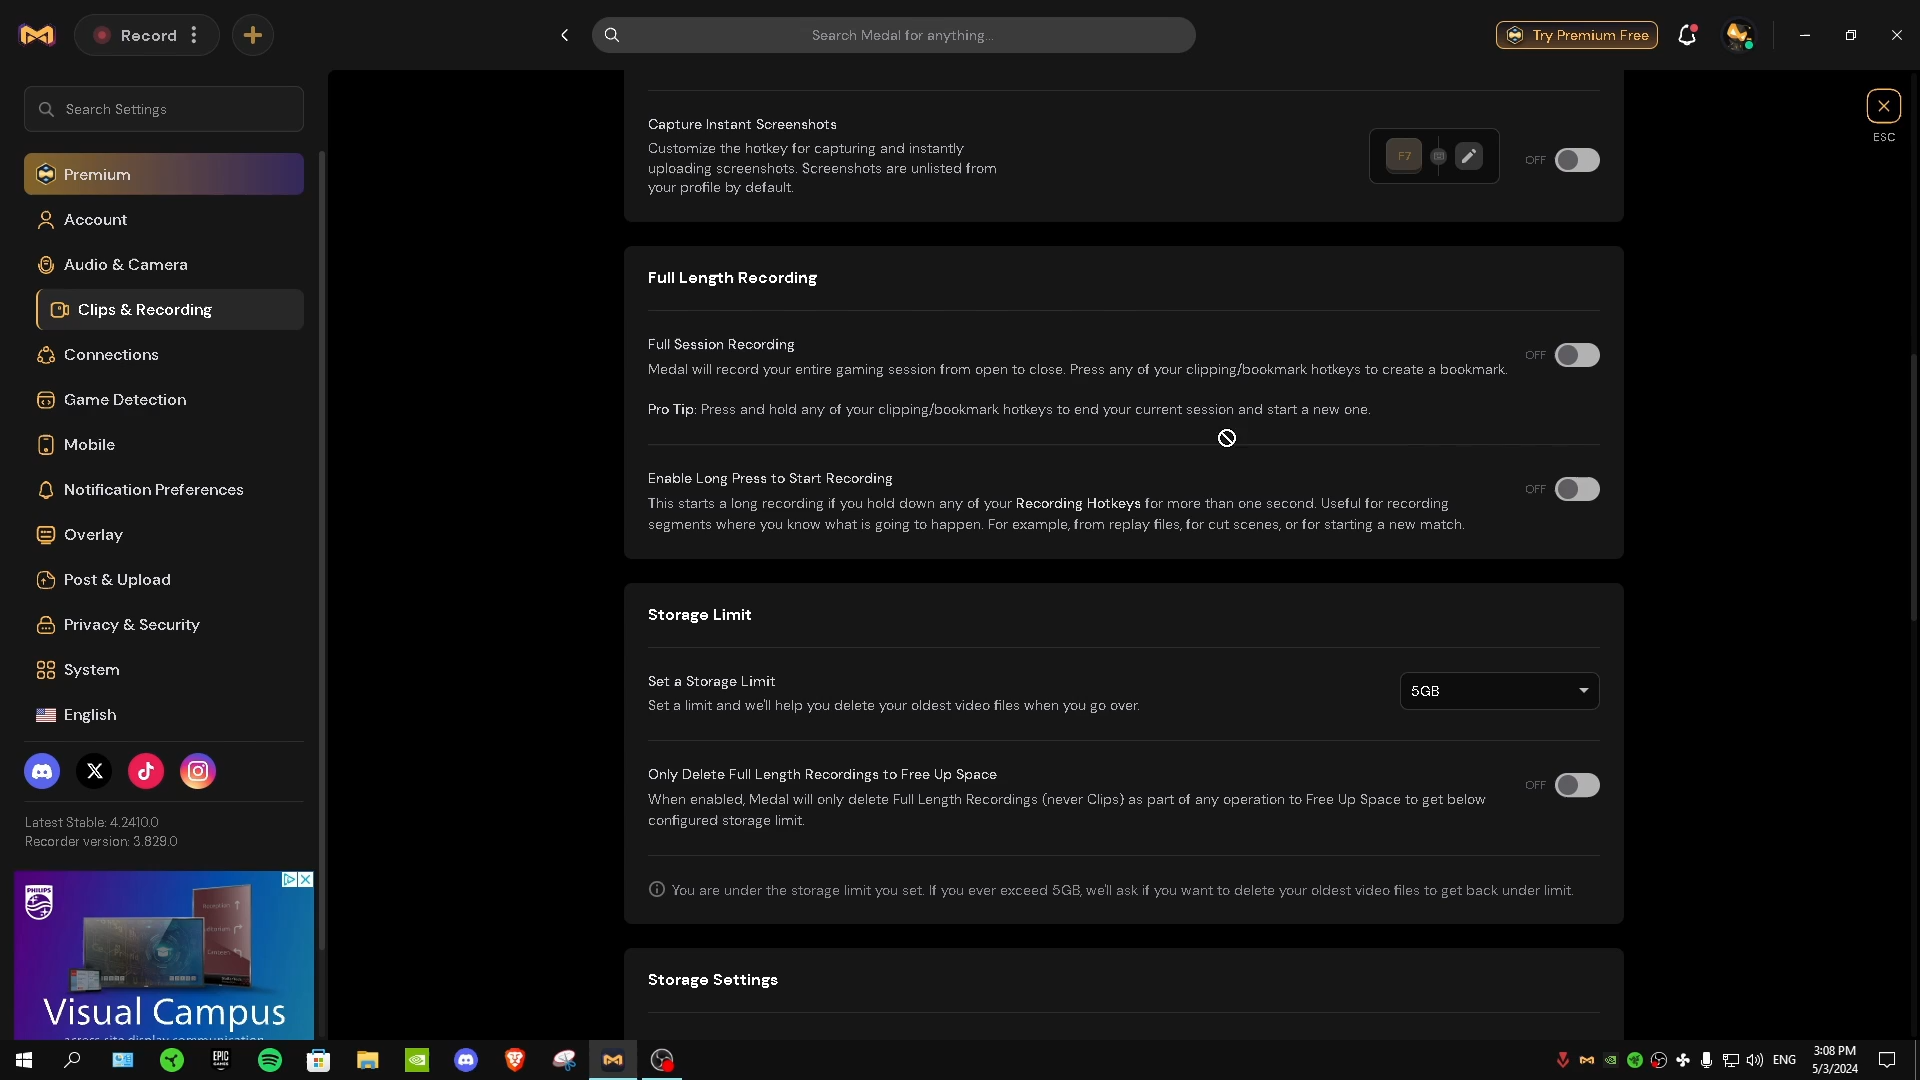 Record
Search Medal for anything...
Try Premium Free
Search Settings
Premium
Account
Audio & Camera
Clips & Recording
Connections
Game Detection
Mobile
Notification Preferences
Overlay
Post & Upload
Privacy & Security
System
English
Latest Stable: 4.2410.0
Recorder version: 3.829.0
PHILIPS
Visual Campus
across site display communication
ESC
Capture Instant Screenshots
Customize the hotkey for capturing and instantly
uploading screenshots. Screenshots are unlisted from
your profile by default.
F7
OFF
Full Length Recording
Full Session Recording
OFF
Medal will record your entire gaming session from open to close. Press any of your clipping/bookmark hotkeys to create a bookmark.
Pro Tip: Press and hold any of your clipping/bookmark hotkeys to end your current session and start a new one.
Enable Long Press to Start Recording
OFF
This starts a long recording if you hold down any of your Recording Hotkeys for more than one second. Useful for recording
segments where you know what is going to happen. For example, from replay files, for cut scenes, or for starting a new match.
Storage Limit
Set a Storage Limit
5GB
Set a limit and we'll help you delete your oldest video files when you go over.
Only Delete Full Length Recordings to Free Up Space
OFF
When enabled, Medal will only delete Full Length Recordings (never Clips) as part of any operation to Free Up Space to get below
configured storage limit.
You are under the storage limit you set. If you ever exceed 5GB, we'll ask if you want to delete your oldest video files to get back under limit.
Storage Settings
EPIC
GAMES
ENG
3:08 PM
5/3/2024